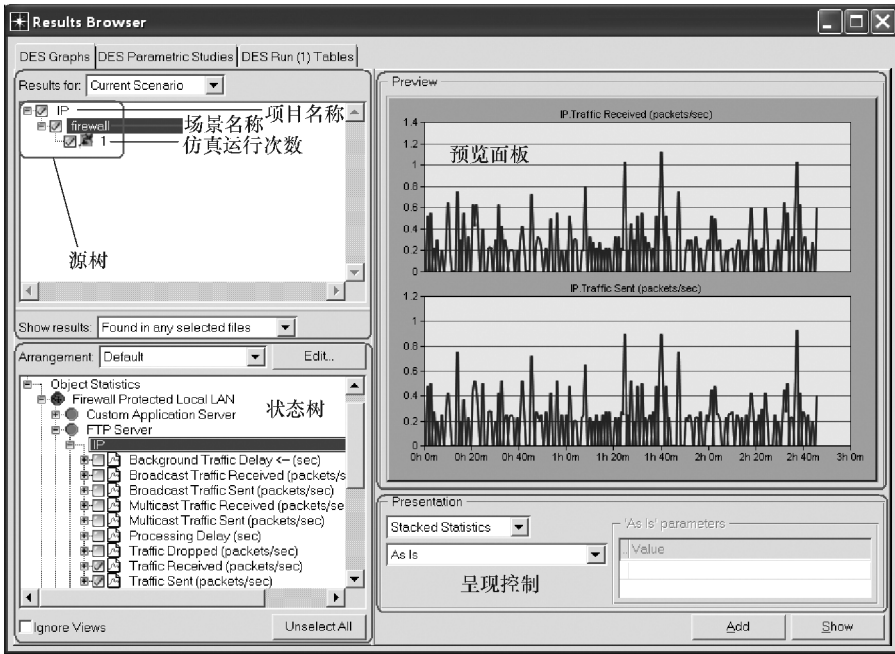 Results Browser
DES Graphs DES Parametric Studies DES Run (1) Tables
Results for: Current Scenario
IP 项目名称
firewall 场景名称
1 仿真运行次数
源树
Show results: Found in any selected files
Arrangement: Default Edit...
Object Statistics
Firewall Protected Local LAN
状态树
Custom Application Server
FTP Server
IP
Background Traffic Delay <-- (sec)
Broadcast Traffic Received (packets/s
Broadcast Traffic Sent (packets/sec)
Multicast Traffic Received (packets/se
Multicast Traffic Sent (packets/sec)
Processing Delay (sec)
Traffic Dropped (packets/sec)
Traffic Received (packets/sec)
Traffic Sent (packets/sec)
Ignore Views Unselect All
Preview
IP.Traffic Received (packets/sec)
预览面板
1.4
1.2
1
0.8
0.6
0.4
0.2
0
IP.Traffic Sent (packets/sec)
1.2
1
0.8
0.6
0.4
0.2
0
0h 0m 0h 20m 0h 40m 1h 0m 1h 20m 1h 40m 2h 0m 2h 20m 2h 40m 3h 0m
Presentation
Stacked Statistics
As Is
呈现控制
'As Is' parameters
.. Value
Add Show